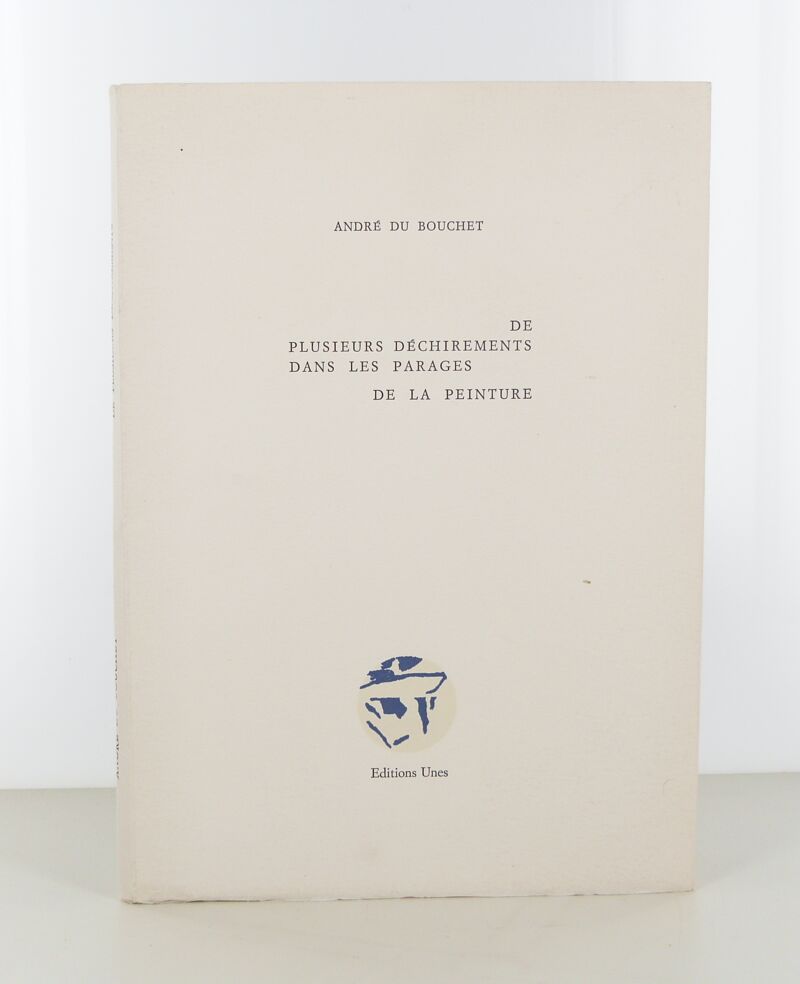 ANDRÉ DU BOUCHET
DE
PLUSIEURS DÉCHIREMENTS
DANS LES PARAGES
DE LA PEINTURE
Editions Unes